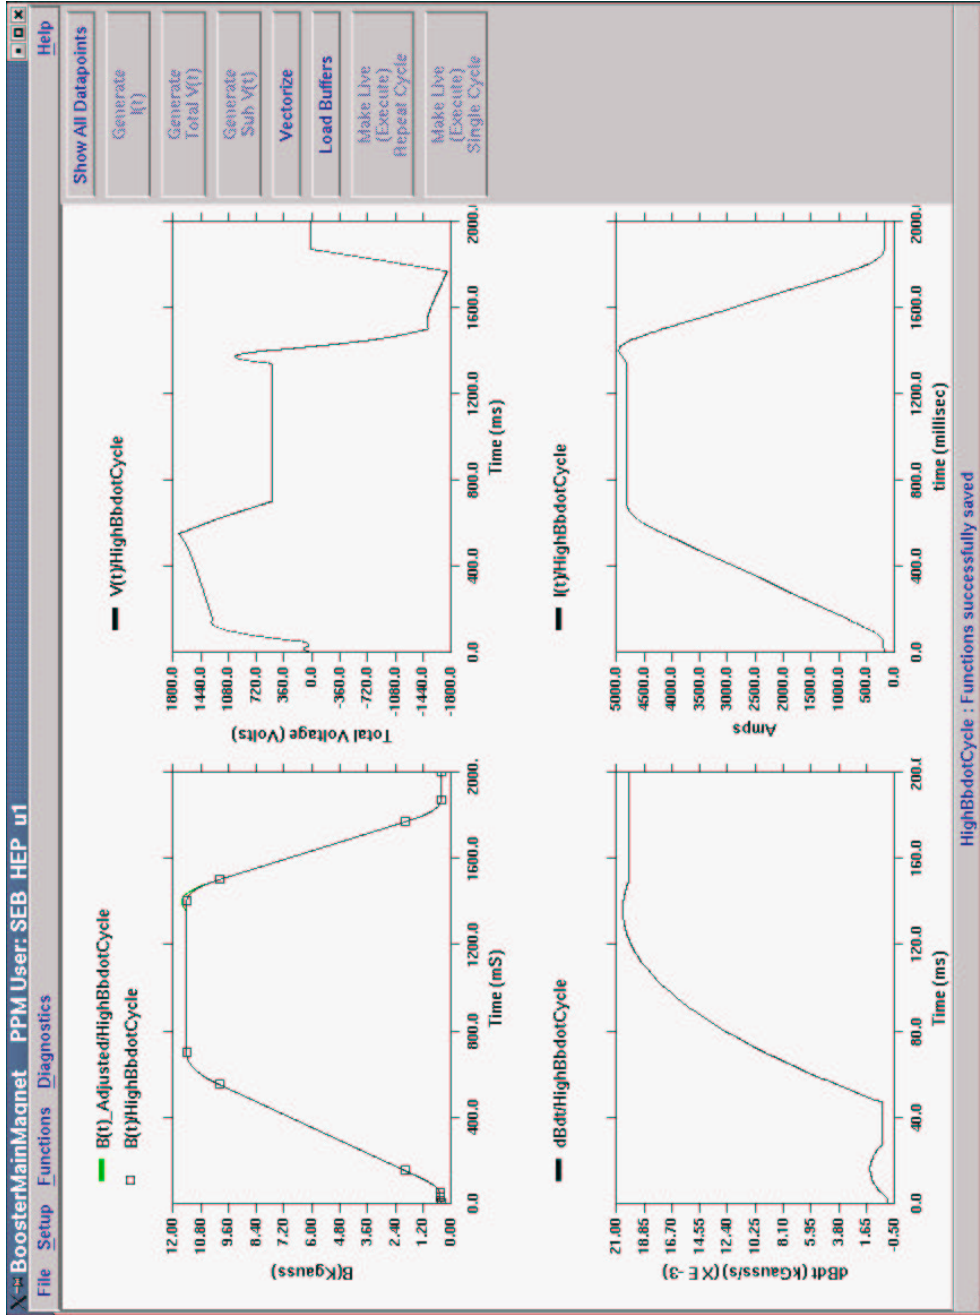 X BoosterMainMagnet PPM User: SEB HEP u1
File Setup Functions Diagnostics Help
B(t)_Adjusted/HighBbdotCycle
B(t)/HighBbdotCycle
B(Kgauss)
12.00
10.80
9.60
8.40
7.20
6.00
4.80
3.60
2.40
1.20
0.00
0.0 400.0 800.0 1200.0 1600.0 2000.
Time (mS)
V(t)/HighBbdotCycle
Total Voltage (Volts)
1800.0
1440.0
1080.0
720.0
360.0
0.0
-360.0
-720.0
-1080.0
-1440.0
-1800.0
0.0 400.0 800.0 1200.0 1600.0 2000.
Time (ms)
dBdt/HighBbdotCycle
dBdt (kGauss/s) (X E-3)
21.00
18.85
16.70
14.55
12.40
10.25
8.10
5.95
3.80
1.65
-0.50
0.0 40.0 80.0 120.0 160.0 200.
Time (ms)
I(t)/HighBbdotCycle
Amps
5000.0
4500.0
4000.0
3500.0
3000.0
2500.0
2000.0
1500.0
1000.0
500.0
0.0
0.0 400.0 800.0 1200.0 1600.0 2000.
time (millisec)
Show All Datapoints
Generate
I(t)
Generate
Total V(t)
Generate
Sub V(t)
Vectorize
Load Buffers
Make Live
(Execute)
Repeat Cycle
Make Live
(Execute)
Single Cycle
HighBbdotCycle : Functions successfully saved